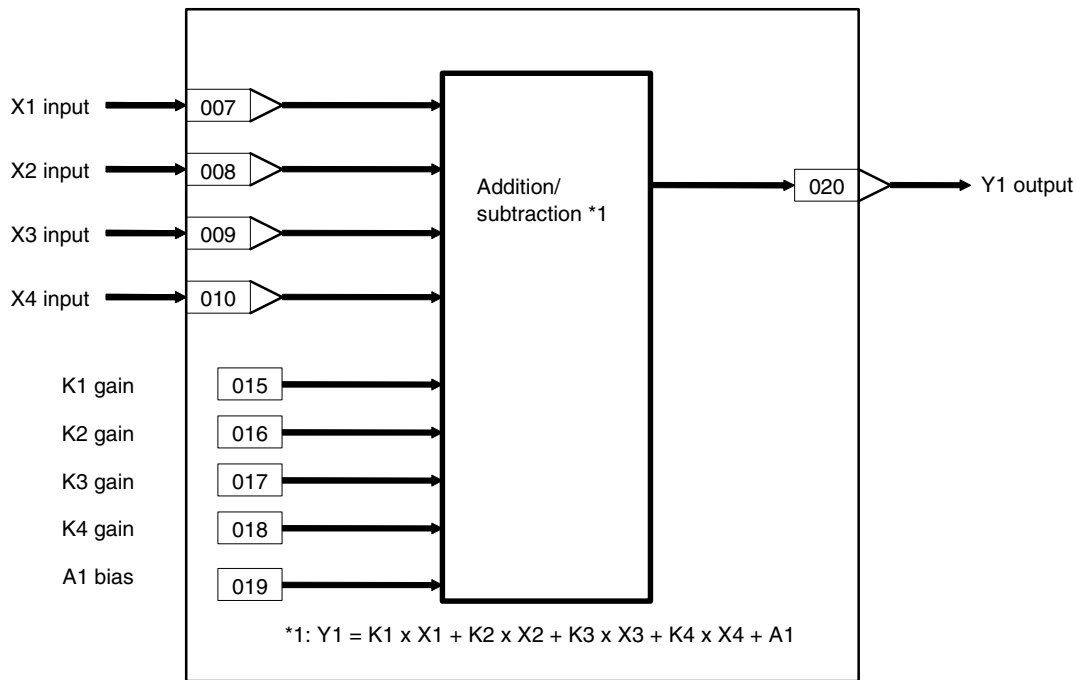 X1 input 007
X2 input 008
X3 input 009
X4 input 010
Addition/
subtraction *1
020 Y1 output
K1 gain 015
K2 gain 016
K3 gain 017
K4 gain 018
A1 bias 019
*1: Y1 = K1 x X1 + K2 x X2 + K3 x X3 + K4 x X4 + A1